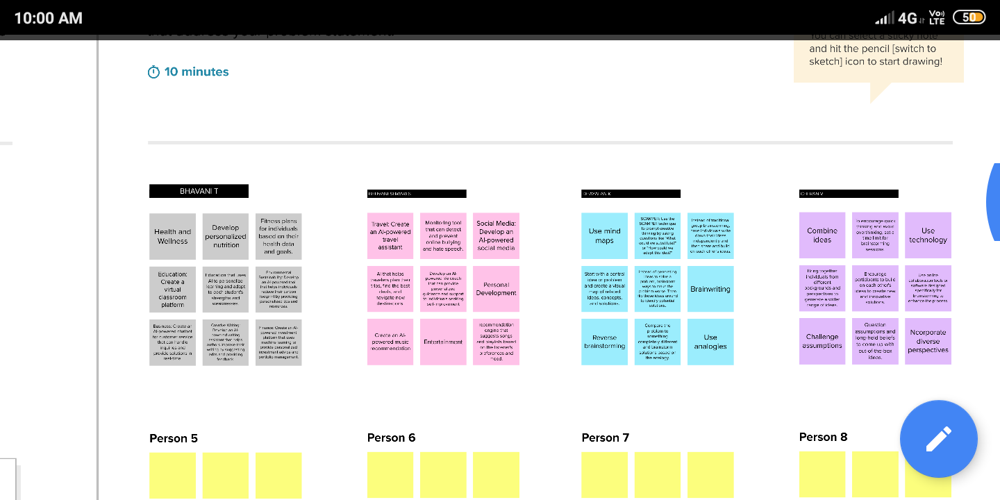 10:00 AM
4G
Vo
LTE
50
that address your problem statement.
You can select a sticky note
and hit the pencil [switch to
sketch] icon to start drawing!
10 minutes
BHAVANI T
Health and
Wellness
Develop
personalized
nutrition
Fitness plans
for individuals
based on their
health data
and goals.
Education:
Create a
virtual
classroom
platform
Education that uses
AI to personalize
learning and adapt
to each student's
strengths and
weaknesses.
Environmental
Sustainability: Develop
an AI-powered tool
that helps individuals
reduce their carbon
footprint by providing
personalized tips and
resources.
Business: Create an
AI-powered chatbot
for customer service
that can handle
inquiries and
provide solutions in
real-time.
Creative Writing:
Develop an AI-
powered writing
assistant that helps
authors improve their
writing by suggesting
edits and providing
feedback.
Finance: Create an AI-
powered investment
platform that uses
machine learning to
provide personalized
investment advice and
portfolio management.
BHUVANESHWARI S
Travel: Create
an AI-powered
travel
assistant
Monitoring tool
that can detect
and prevent
online bullying
and hate speech.
Social Media:
Develop an
AI-powered
social media
AI that helps
travelers plan their
trips, find the best
deals, and
navigate new
destinations
Develop an AI-
powered life coach
that can provide
personalized
guidance and support
to individuals seeking
self-improvement
Personal
Development
Create an AI-
powered music
recommendation
Entertainment
recommendation
engine that
suggests songs
and playlists based
on the listener's
preferences and
mood.
DHAYALAN K
Use mind
maps
SCAMPER: Use the
SCAMPER technique
to prompt creative
thinking by asking
questions like "What
could we substitute?"
or "How could we
adapt this idea?"
Instead of traditional
group brainstorming,
have individuals write
down their ideas
independently and
then share and build
on each other's ideas.
Start with a central
idea or problem
and create a visual
map of related
ideas, concepts,
and solutions.
Instead of generating
ideas to solve a
problem, brainstorm
ways to make the
problem worse. Then
flip those ideas around
to identify potential
solutions.
Brainwriting
Reverse
brainstorming
Compare the
problem to
something
completely different
and brainstorm
solutions based on
the analogy.
Use
analogies
CHERAN V
Combine
ideas
To encourage quick
thinking and avoid
overthinking, set a
time limit for
brainstorming
sessions
Use
technology
Bring together
individuals from
different
backgrounds and
perspectives to
generate a wider
range of ideas.
Encourage
participants to build
on each other's
ideas to create new
and innovative
solutions.
Use online
collaboration tools or
software designed
specifically for
brainstorming to
enhance the process
Challenge
assumptions
Question
assumptions and
long-held beliefs
to come up with
out-of-the-box
ideas.
Ncorporate
diverse
perspectives
Person 5
Person 6
Person 7
Person 8